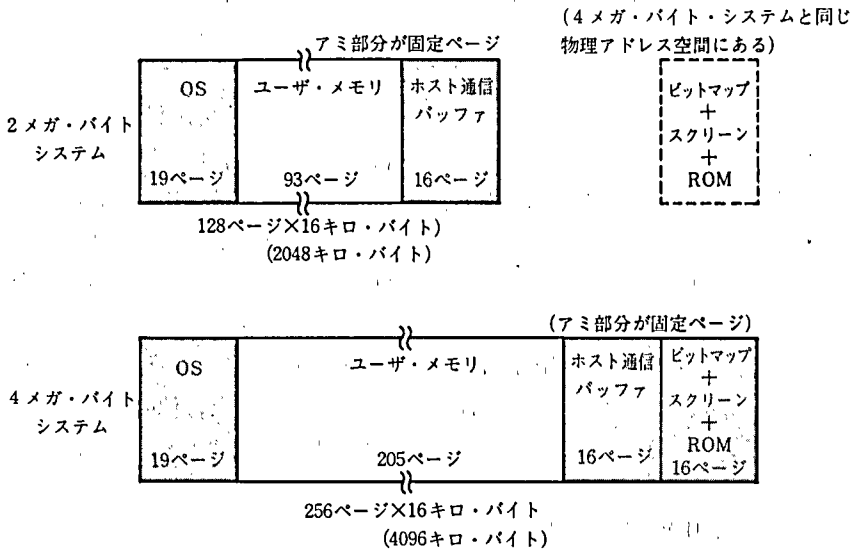 (4メガ・バイト・システムと同じ
物理アドレス空間にある)
アミ部分が固定ページ
2メガ・バイト
システム
OS
19ページ
ユーザ・メモリ
93ページ
ホスト通信
バッファ
16ページ
ビットマップ
+
スクリーン
+
ROM
128ページ×16キロ・バイト)
(2048キロ・バイト)
(アミ部分が固定ページ)
4メガ・バイト
システム
OS
19ページ
ユーザ・メモリ
205ページ
ホスト通信
バッファ
16ページ
ビットマップ
+
スクリーン
+
ROM
16ページ
256ページ×16キロ・バイト
(4096キロ・バイト)